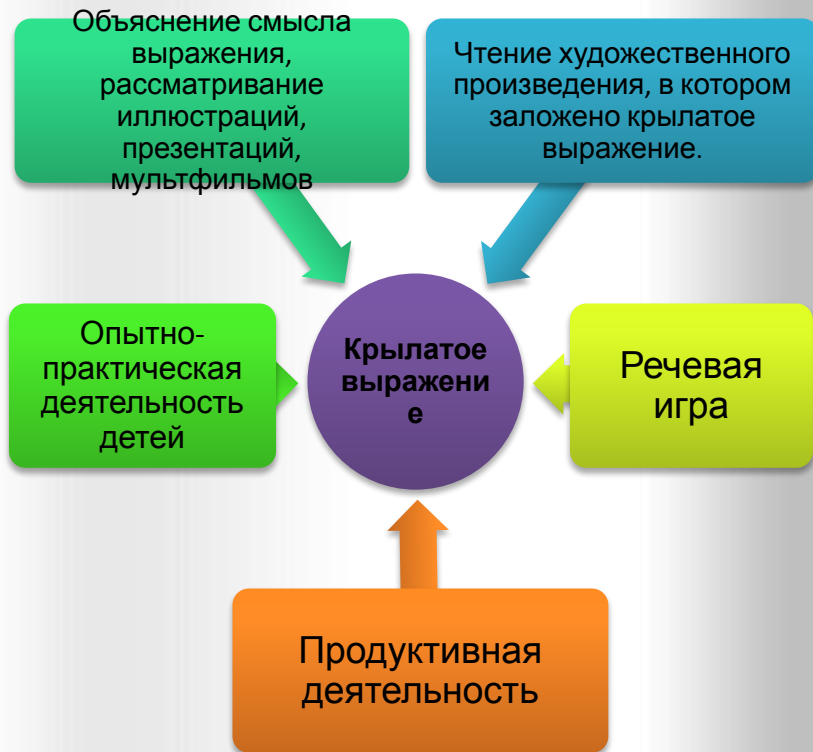 Объяснение смысла
выражения,
рассматривание
иллюстраций,
презентаций,
мультфильмов
Чтение художественного
произведения, в котором
заложено крылатое
выражение.
Опытно-
практическая
деятельность
детей
Крылатое
выражени
е
Речевая
игра
Продуктивная
деятельность